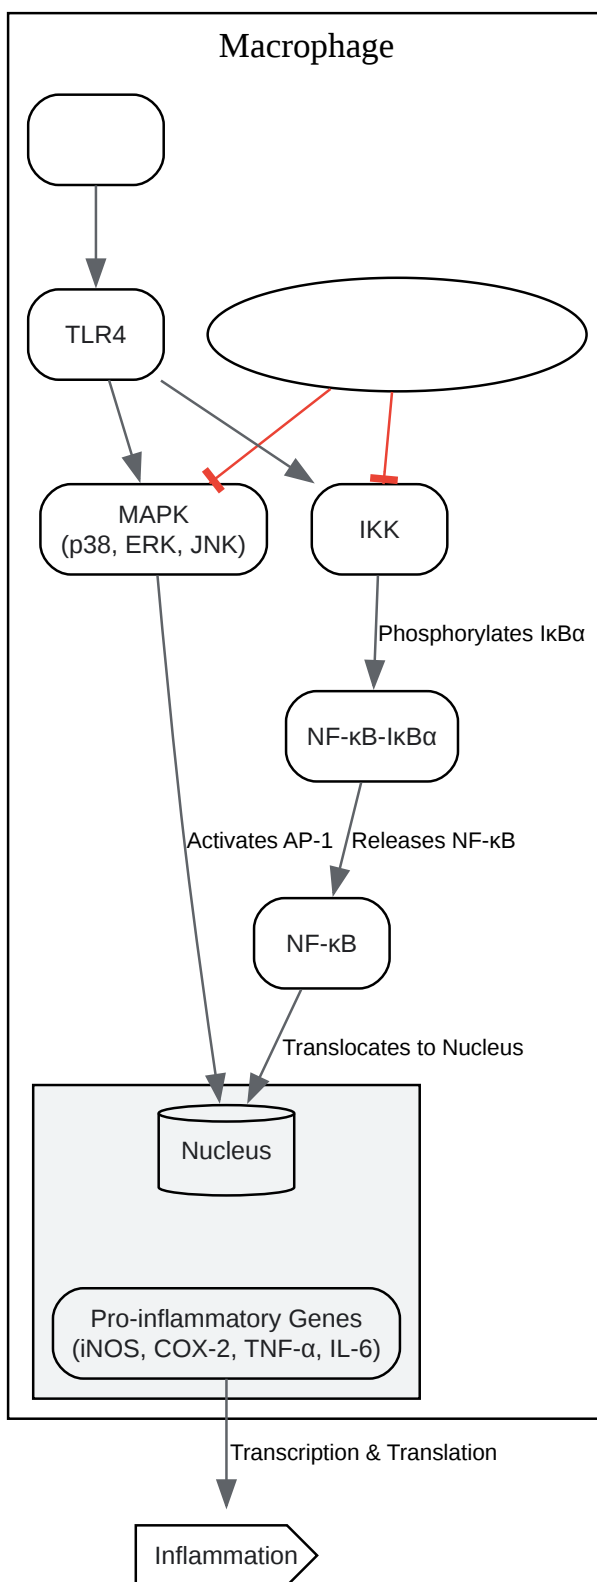 Macrophage
TLR4
MAPK
(p38, ERK, JNK)
IKK
Phosphorylates IκBα
NF-κB-IκBα
Activates AP-1
Releases NF-κB
NF-κB
Translocates to Nucleus
Nucleus
Pro-inflammatory Genes
(iNOS, COX-2, TNF-α, IL-6)
Transcription & Translation
Inflammation